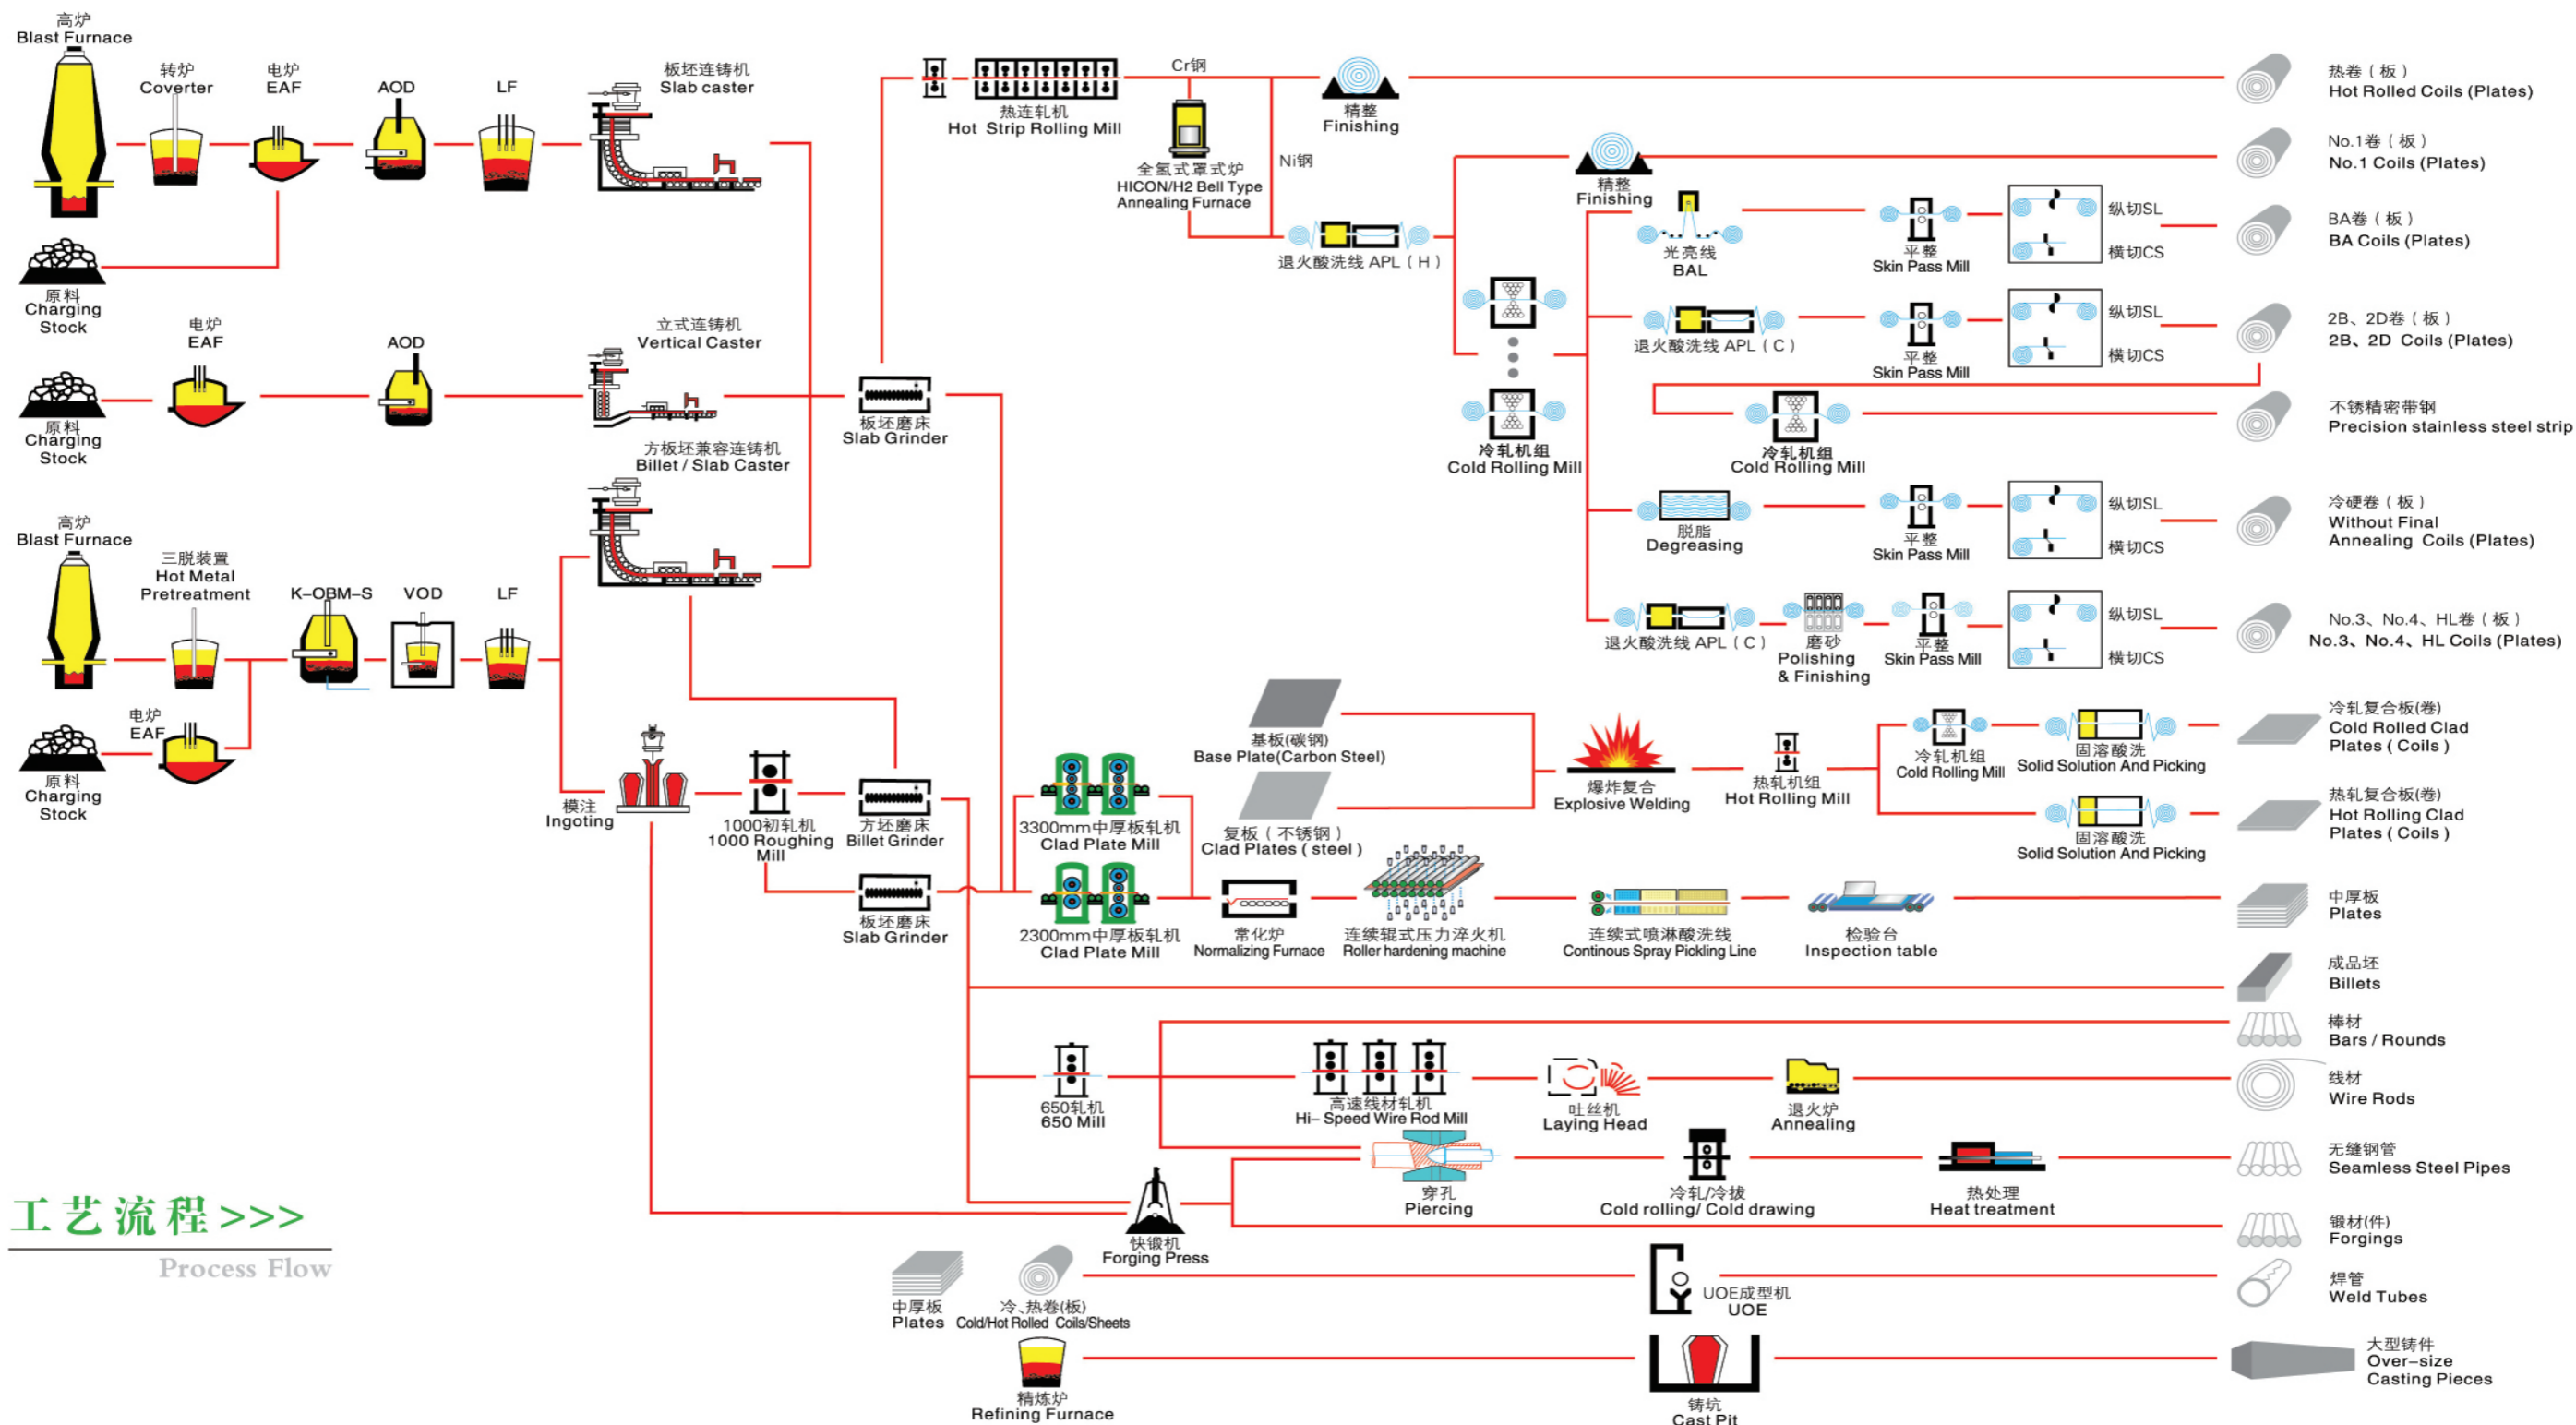 高炉
Blast Furnace
转炉
Coverter
电炉
EAF
AOD
LF
板坯连铸机
Slab caster
原料
Charging
Stock
电炉
EAF
AOD
立式连铸机
Vertical Caster
原料
Charging
Stock
方板坯兼容连铸机
Billet / Slab Caster
板坯磨床
Slab Grinder
高炉
Blast Furnace
三脱装置
Hot Metal
Pretreatment
K-OBM-S
VOD
LF
电炉
EAF
原料
Charging
Stock
模注
Ingoting
1000初轧机
1000 Roughing
Mill
方坯磨床
Billet Grinder
板坯磨床
Slab Grinder
热连轧机
Hot Strip Rolling Mill
Cr钢
全氢式罩式炉
HICON/H2 Bell Type
Annealing Furnace
Ni钢
精整
Finishing
退火酸洗线 APL（H）
精整
Finishing
冷轧机组
Cold Rolling Mill
光亮线
BAL
平整
Skin Pass Mill
纵切SL
横切CS
退火酸洗线 APL（C）
平整
Skin Pass Mill
纵切SL
横切CS
冷轧机组
Cold Rolling Mill
脱脂
Degreasing
平整
Skin Pass Mill
纵切SL
横切CS
退火酸洗线 APL（C）
磨砂
Polishing
& Finishing
平整
Skin Pass Mill
纵切SL
横切CS
热卷（板）
Hot Rolled Coils (Plates)
No.1卷（板）
No.1 Coils (Plates)
BA卷（板）
BA Coils (Plates)
2B、2D卷（板）
2B、2D Coils (Plates)
不锈精密带钢
Precision stainless steel strip
冷硬卷（板）
Without Final
Annealing Coils (Plates)
No.3、No.4、HL卷（板）
No.3、No.4、HL Coils (Plates)
基板(碳钢)
Base Plate(Carbon Steel)
复板（不锈钢）
Clad Plates ( steel )
爆炸复合
Explosive Welding
热轧机组
Hot Rolling Mill
冷轧机组
Cold Rolling Mill
固溶酸洗
Solid Solution And Picking
固溶酸洗
Solid Solution And Picking
冷轧复合板(卷)
Cold Rolled Clad
Plates ( Coils )
热轧复合板(卷)
Hot Rolling Clad
Plates ( Coils )
3300mm中厚板轧机
Clad Plate Mill
2300mm中厚板轧机
Clad Plate Mill
常化炉
Normalizing Furnace
连续辊式压力淬火机
Roller hardening machine
连续式喷淋酸洗线
Continous Spray Pickling Line
检验台
Inspection table
中厚板
Plates
成品坯
Billets
棒材
Bars / Rounds
650轧机
650 Mill
高速线材轧机
Hi- Speed Wire Rod Mill
吐丝机
Laying Head
退火炉
Annealing
线材
Wire Rods
穿孔
Piercing
冷轧/冷拔
Cold rolling/ Cold drawing
热处理
Heat treatment
无缝钢管
Seamless Steel Pipes
快锻机
Forging Press
锻材(件)
Forgings
中厚板
Plates
冷、热卷(板)
Cold/Hot Rolled Coils/Sheets
UOE成型机
UOE
焊管
Weld Tubes
精炼炉
Refining Furnace
铸坑
Cast Pit
大型铸件
Over-size
Casting Pieces
工艺流程>>>
Process Flow